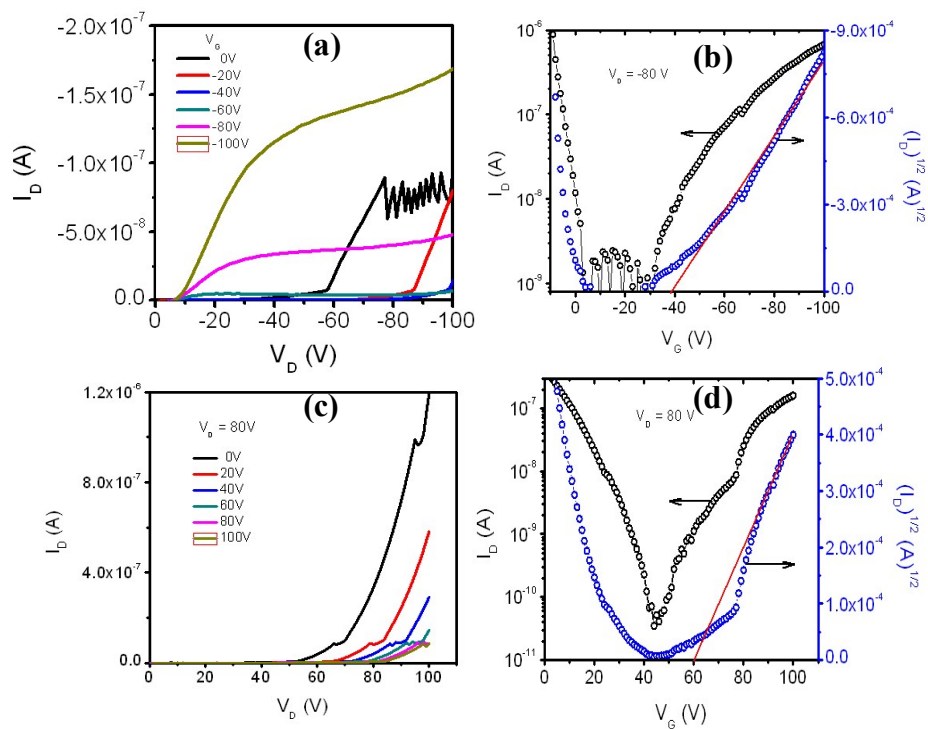 (a)
-2.0x10⁻⁷
-1.5x10⁻⁷
-1.0x10⁻⁷
-5.0x10⁻⁸
0.0
I_D (A)
V_G
0V
-20V
-40V
-60V
-80V
-100V
0 -20 -40 -60 -80 -100
V_D (V)
(b)
10⁻⁶
10⁻⁷
10⁻⁸
10⁻⁹
I_D (A)
V_D = -80 V
-9.0x10⁻⁴
-6.0x10⁻⁴
-3.0x10⁻⁴
0.0
(I_D)^1/2 (A)^1/2
0 -20 -40 -60 -80 -100
V_G (V)
(c)
1.2x10⁻⁶
8.0x10⁻⁷
4.0x10⁻⁷
0.0
I_D (A)
V_D = 80V
0V
20V
40V
60V
80V
100V
0 20 40 60 80 100
V_D (V)
(d)
10⁻⁷
10⁻⁸
10⁻⁹
10⁻¹⁰
10⁻¹¹
I_D (A)
V_D = 80 V
5.0x10⁻⁴
4.0x10⁻⁴
3.0x10⁻⁴
2.0x10⁻⁴
1.0x10⁻⁴
0.0
(I_D)^1/2 (A)^1/2
0 20 40 60 80 100
V_G (V)